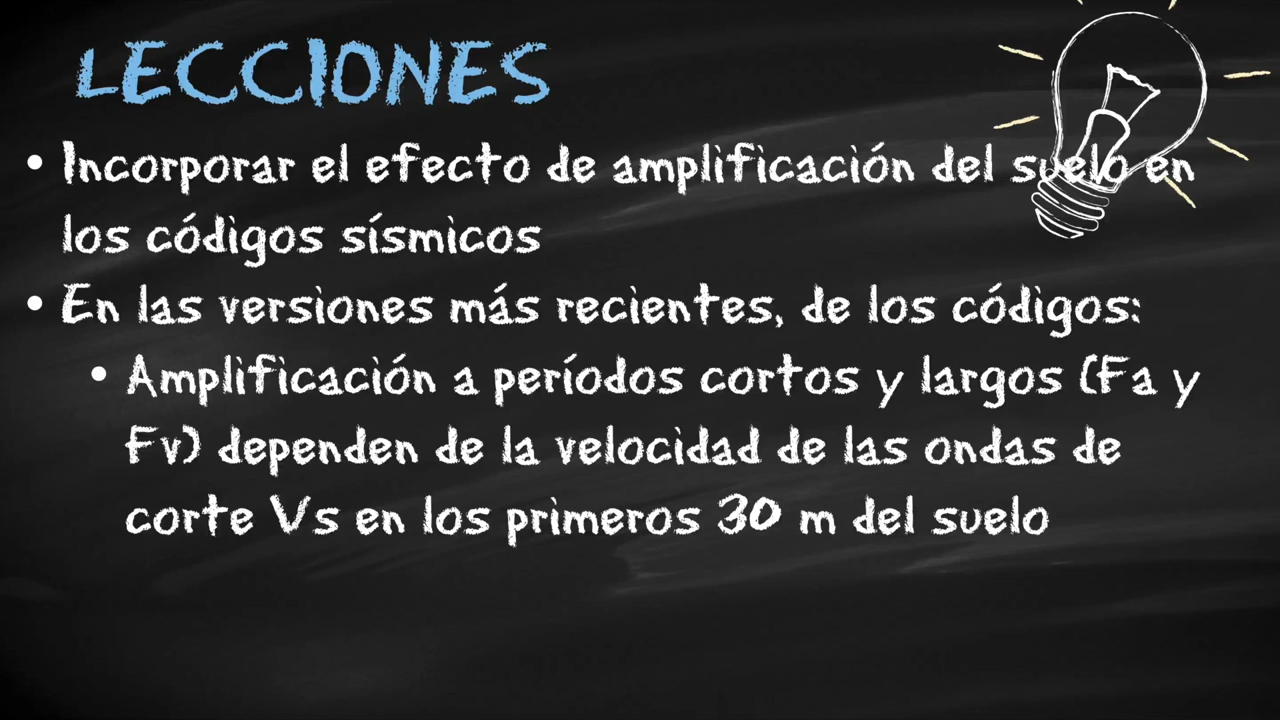 LECCIONES
• Incorporar el efecto de amplificación del suelo en
los códigos sísmicos
• En las versiones más recientes, de los códigos:
• Amplificación a períodos cortos y largos (Fa y
Fv) dependen de la velocidad de las ondas de
corte Vs en los primeros 30 m del suelo